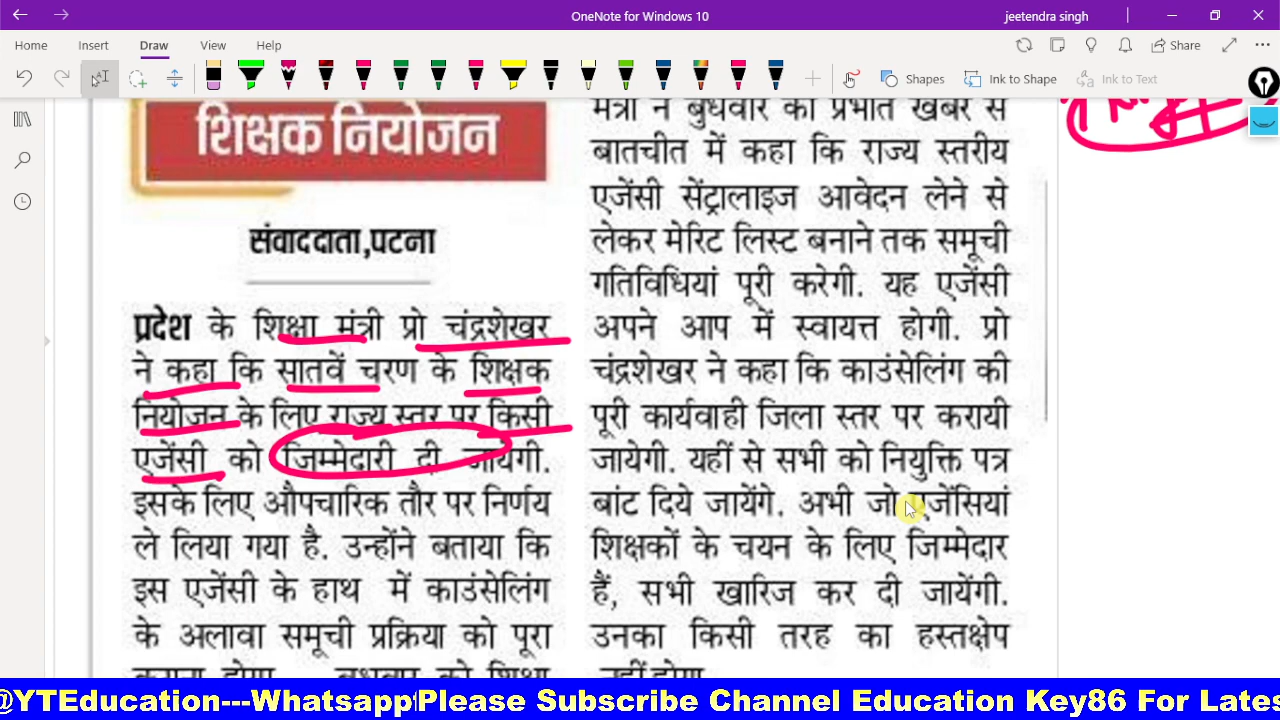 OneNote for Windows 10
jeetendra singh
Home Insert Draw View Help
Share
Shapes
Ink to Shape
Ink to Text
शिक्षक नियोजन
संवाददाता,पटना
प्रदेश के शिक्षा मंत्री प्रो चंद्रशेखर
ने कहा कि सातवें चरण के शिक्षक
नियोजन के लिए राज्य स्तर पर किसी
एजेंसी को जिम्मेदारी दी जायेगी.
इसके लिए औपचारिक तौर पर निर्णय
ले लिया गया है. उन्होंने बताया कि
इस एजेंसी के हाथ में काउंसेलिंग
के अलावा समूची प्रक्रिया को पूरा
मंत्री ने बुधवार को प्रभात खबर से
बातचीत में कहा कि राज्य स्तरीय
एजेंसी सेंट्रालाइज आवेदन लेने से
लेकर मेरिट लिस्ट बनाने तक समूची
गतिविधियां पूरी करेगी. यह एजेंसी
अपने आप में स्वायत्त होगी. प्रो
चंद्रशेखर ने कहा कि काउंसेलिंग की
पूरी कार्यवाही जिला स्तर पर करायी
जायेगी. यहीं से सभी को नियुक्ति पत्र
बांट दिये जायेंगे. अभी जो एजेंसियां
शिक्षकों के चयन के लिए जिम्मेदार
हैं, सभी खारिज कर दी जायेंगी.
उनका किसी तरह का हस्तक्षेप
नहीं होगा
@YTEducation---Whatsapp
Please Subscribe Channel Education Key86 For Lates